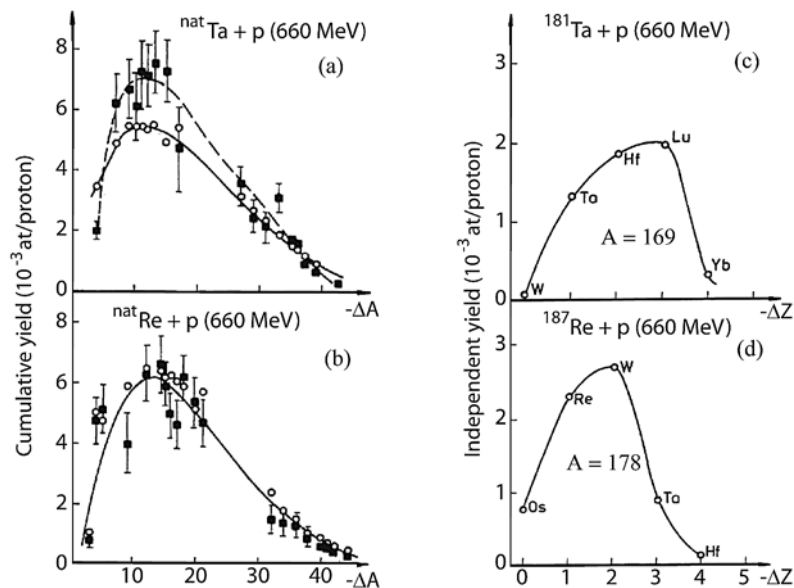 natTa + p (660 MeV)
(a)
8
6
4
2
0
-ΔA
natRe + p (660 MeV)
(b)
8
6
4
2
0
10 20 30 40 -ΔA
Cumulative yield (10⁻³ at/proton)
¹⁸¹Ta + p (660 MeV)
(c)
3
2
1
0
W
Ta
Hf
Lu
Yb
A = 169
-ΔZ
¹⁸⁷Re + p (660 MeV)
(d)
3
2
1
0
Os
Re
W
Ta
Hf
A = 178
0 1 2 3 4 5 -ΔZ
Independent yield (10⁻³ at/proton)